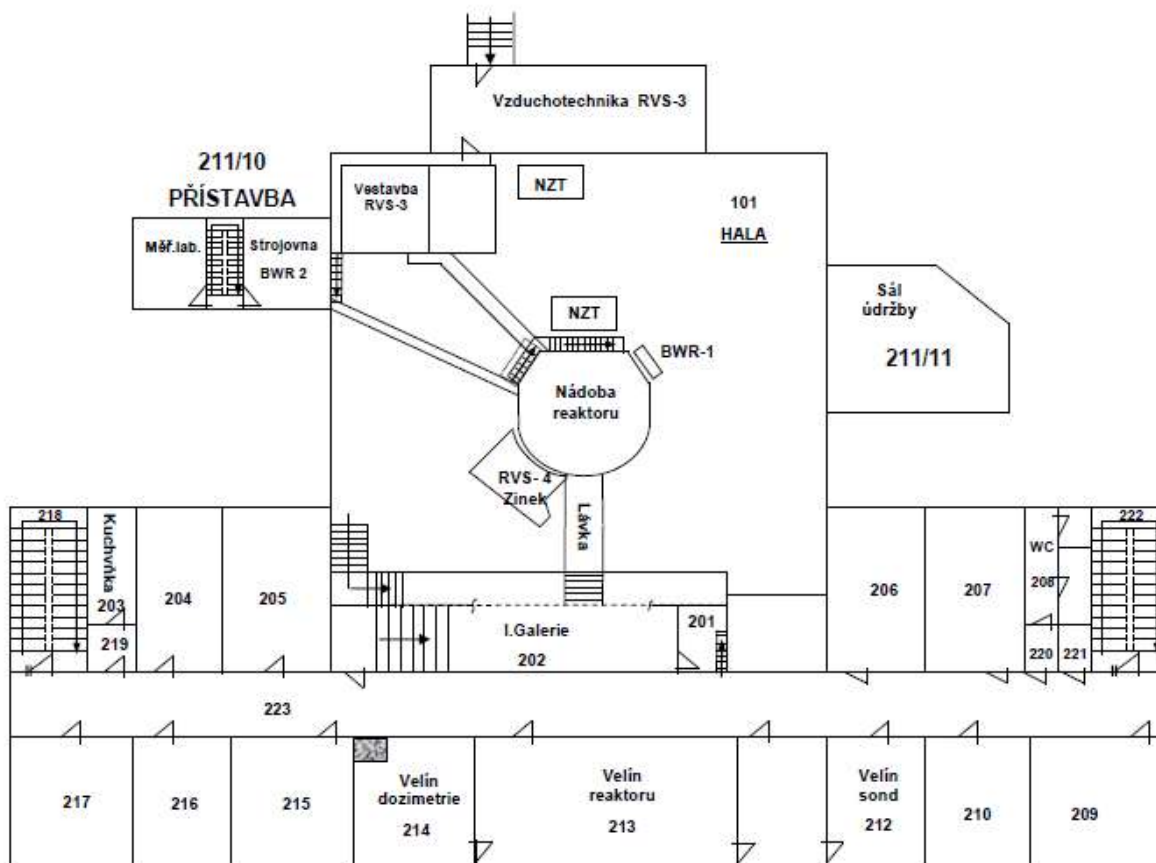 Vzduchotechnika RVS-3
211/10
PŘÍSTAVBA
Vestavba
RVS-3
NZT
101
HALA
Měř.lab.
Strojovna
BWR 2
Sál
údržby
211/11
NZT
BWR-1
Nádoba
reaktoru
RVS- 4
Zinek
Lávka
218
Kuchyňka
203
204
205
219
I.Galerie
202
201
206
207
WC
208
220
221
222
223
217
216
215
Velín
dozimetrie
214
Velín
reaktoru
213
Velín
sond
212
210
209